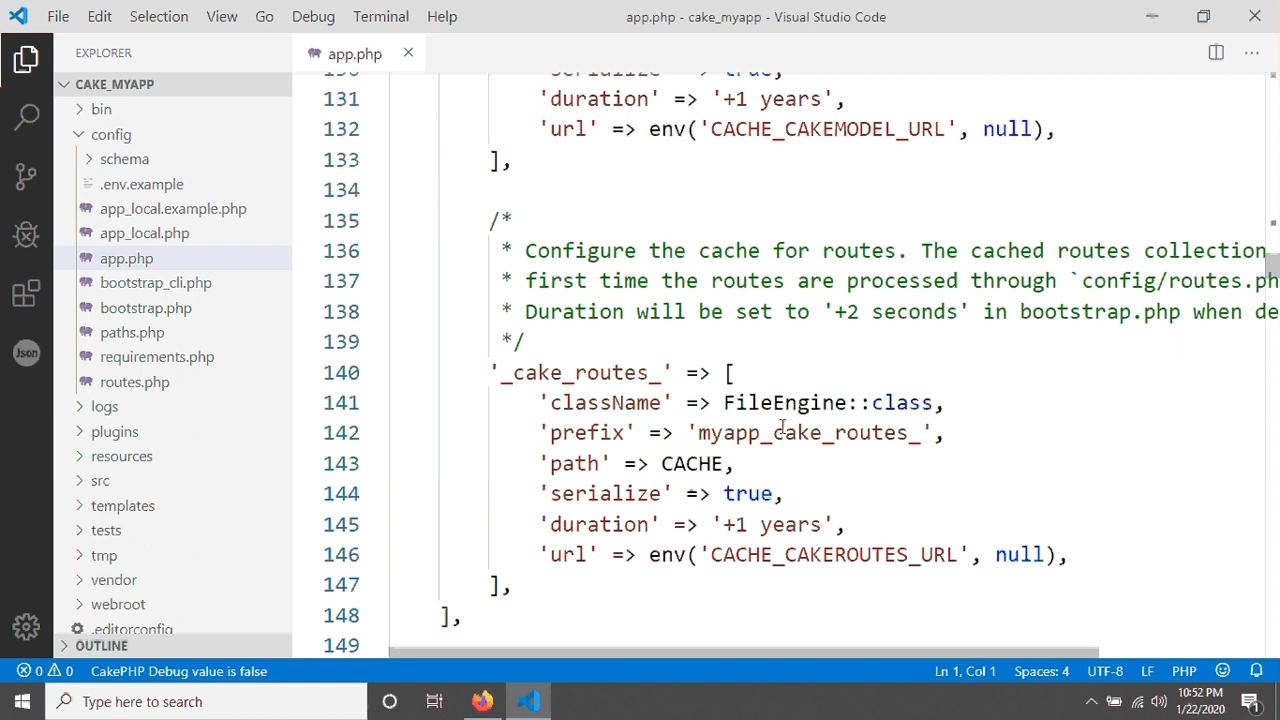 File Edit Selection View Go Debug Terminal Help app.php - cake_myapp - Visual Studio Code
EXPLORER
CAKE_MYAPP
bin
config
schema
.env.example
app_local.example.php
app_local.php
app.php
bootstrap_cli.php
bootstrap.php
paths.php
requirements.php
routes.php
logs
plugins
resources
src
templates
tests
tmp
vendor
webroot
.editorconfig
OUTLINE
app.php
130 'serialize' => true,
131 'duration' => '+1 years',
132 'url' => env('CACHE_CAKEMODEL_URL', null),
133 ],
134
135 /*
136 * Configure the cache for routes. The cached routes collection
137 * first time the routes are processed through `config/routes.ph
138 * Duration will be set to '+2 seconds' in bootstrap.php when de
139 */
140 '_cake_routes_' => [
141 'className' => FileEngine::class,
142 'prefix' => 'myapp_cake_routes_',
143 'path' => CACHE,
144 'serialize' => true,
145 'duration' => '+1 years',
146 'url' => env('CACHE_CAKEROUTES_URL', null),
147 ],
148 ],
149
Json
0 0 CakePHP Debug value is false Ln 1, Col 1 Spaces: 4 UTF-8 LF PHP
Type here to search
10:52 PM
1/22/2020
1